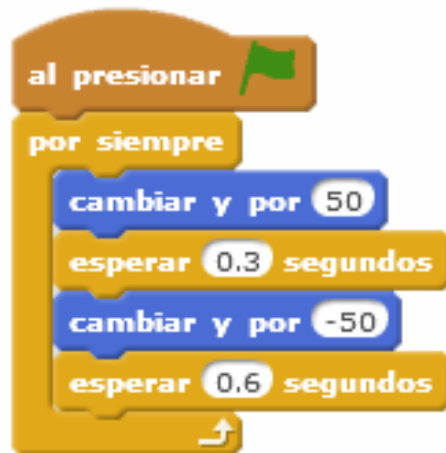 al presionar
por siempre
cambiar y por 50
esperar 0.3 segundos
cambiar y por -50
esperar 0.6 segundos